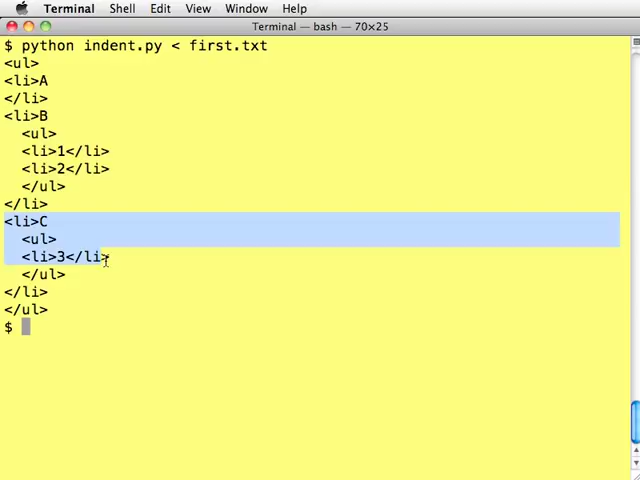 Terminal Shell Edit View Window Help
Terminal — bash — 70×25
$ python indent.py < first.txt
<ul>
<li>A
</li>
<li>B
  <ul>
  <li>1</li>
  <li>2</li>
  </ul>
</li>
<li>C
  <ul>
  <li>3</li>
  </ul>
</li>
</ul>
$